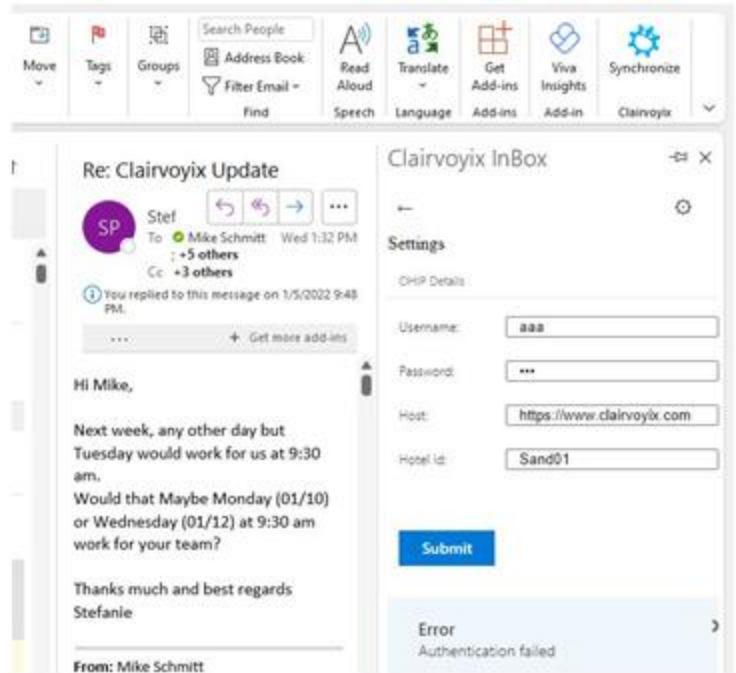 Search People
Address Book
Filter Email
Find
Move
Tags
Groups
Read Aloud
Speech
Translate
Language
Get Add-ins
Add-ins
Viva Insights
Add-in
Synchronize
Clairvoyix
Re: Clairvoyix Update
SP
Stef
To Mike Schmitt Wed 1:32 PM
; +5 others
Cc +3 others
You replied to this message on 1/5/2022 9:48
PM.
... + Get more add-ins
Hi Mike,
Next week, any other day but
Tuesday would work for us at 9:30
am.
Would that Maybe Monday (01/10)
or Wednesday (01/12) at 9:30 am
work for your team?
Thanks much and best regards
Stefanie
From: Mike Schmitt
Clairvoyix InBox
Settings
OHIP Details
Username: aaa
Password: •••
Host: https://www.clairvoyix.com
Hotel id: Sand01
Submit
Error
Authentication failed